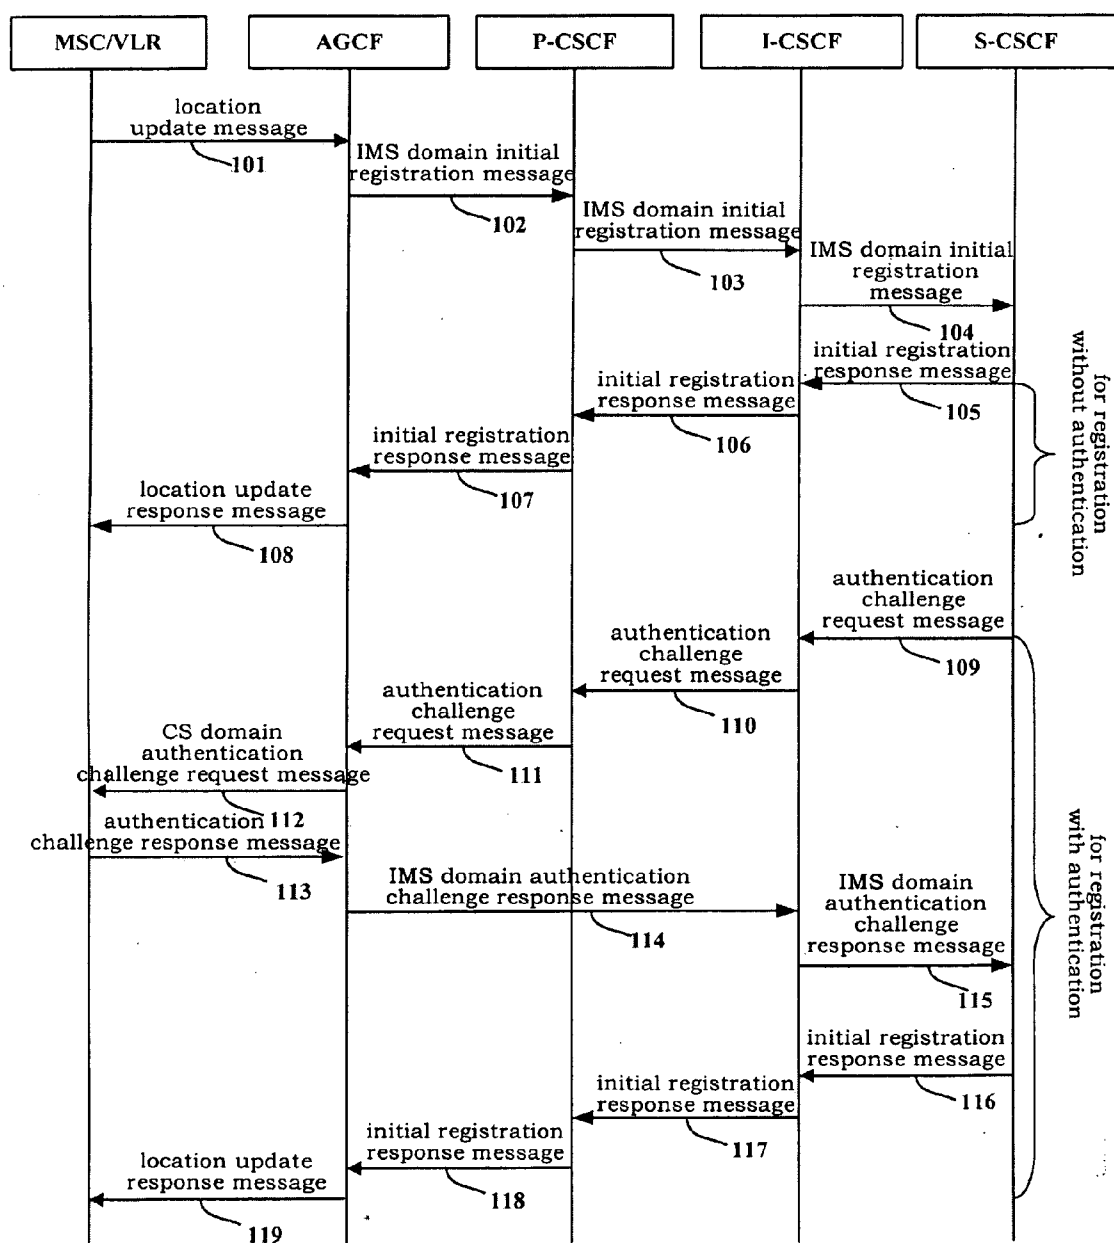 MSC/VLR
AGCF
P-CSCF
I-CSCF
S-CSCF
location
update message
101
IMS domain initial
registration message
102
IMS domain initial
registration message
103
IMS domain initial
registration
message
104
initial registration
response message
105
initial registration
response message
106
initial registration
response message
107
location update
response message
108
for registration
without authentication
authentication
challenge
request message
109
authentication
challenge
request message
110
authentication
challenge
request message
111
CS domain
authentication
challenge request message
112
authentication
challenge response message
113
IMS domain authentication
challenge response message
114
IMS domain
authentication
challenge
response message
115
for registration
with authentication
initial registration
response message
116
initial registration
response message
117
initial registration
response message
118
location update
response message
119